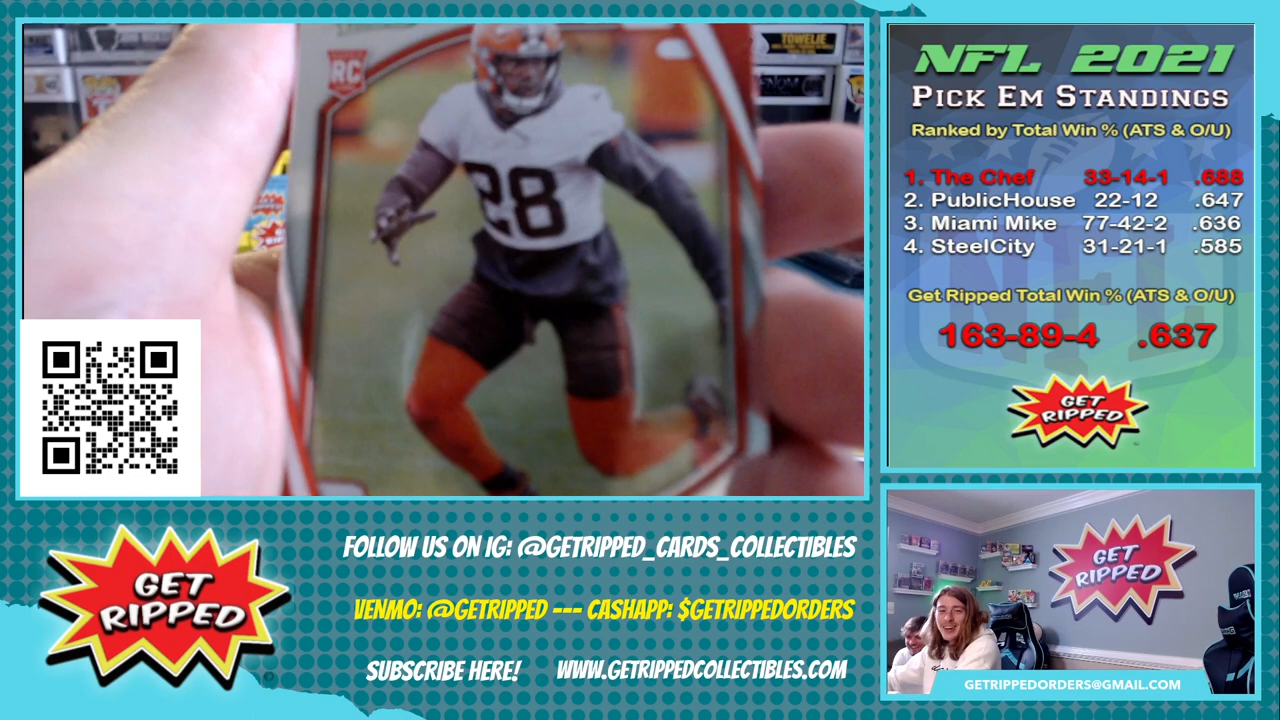 RC
28
TOWELIE
NFL 2021
PICK EM STANDINGS
Ranked by Total Win % (ATS & O/U)
1. The Chef 33-14-1 .688
2. PublicHouse 22-12 .647
3. Miami Mike 77-42-2 .636
4. SteelCity 31-21-1 .585
Get Ripped Total Win % (ATS & O/U)
163-89-4 .637
GET
RIPPED
GET
RIPPED
FOLLOW US ON IG: @GETRIPPED_CARDS_COLLECTIBLES
VENMO: @GETRIPPED --- CASHAPP: $GETRIPPEDORDERS
SUBSCRIBE HERE! WWW.GETRIPPEDCOLLECTIBLES.COM
GET
RIPPED
GETRIPPEDORDERS@GMAIL.COM